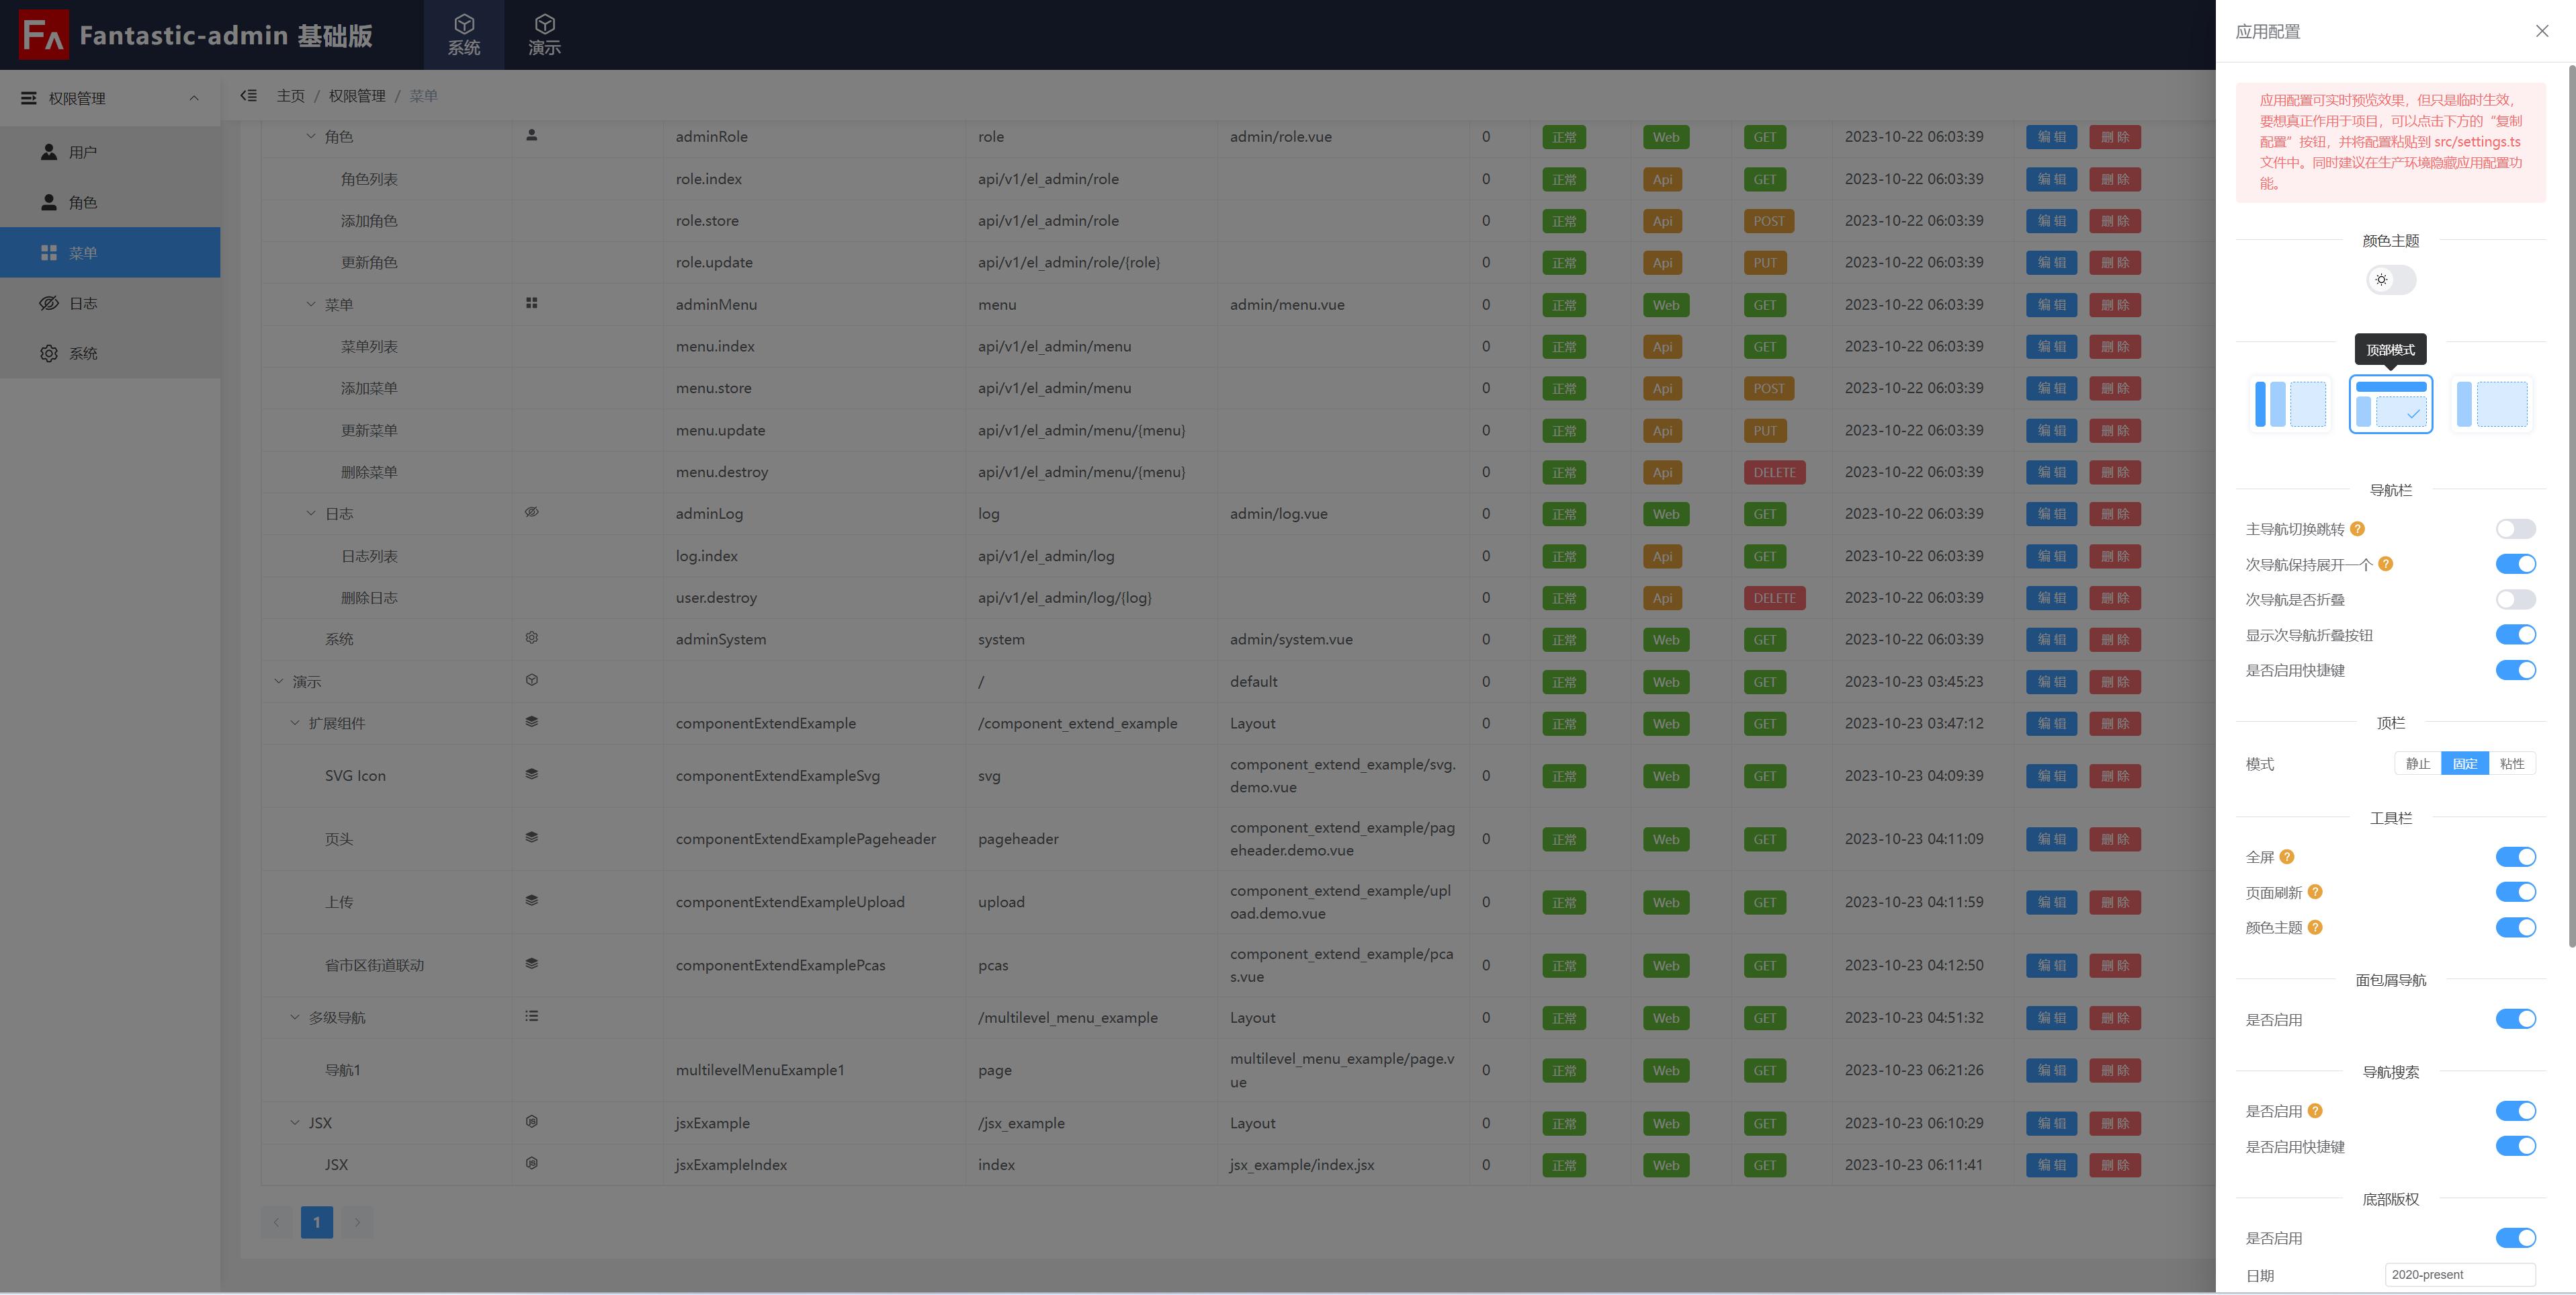 Fantastic-admin 基础版
系统
演示
权限管理
用户
角色
菜单
日志
系统
主页 / 权限管理 / 菜单
角色 adminRole role admin/role.vue 0 正常 Web GET 2023-10-22 06:03:39 编 辑 删 除
角色列表 role.index api/v1/el_admin/role 0 正常 Api GET 2023-10-22 06:03:39 编 辑 删 除
添加角色 role.store api/v1/el_admin/role 0 正常 Api POST 2023-10-22 06:03:39 编 辑 删 除
更新角色 role.update api/v1/el_admin/role/{role} 0 正常 Api PUT 2023-10-22 06:03:39 编 辑 删 除
菜单 adminMenu menu admin/menu.vue 0 正常 Web GET 2023-10-22 06:03:39 编 辑 删 除
菜单列表 menu.index api/v1/el_admin/menu 0 正常 Api GET 2023-10-22 06:03:39 编 辑 删 除
添加菜单 menu.store api/v1/el_admin/menu 0 正常 Api POST 2023-10-22 06:03:39 编 辑 删 除
更新菜单 menu.update api/v1/el_admin/menu/{menu} 0 正常 Api PUT 2023-10-22 06:03:39 编 辑 删 除
删除菜单 menu.destroy api/v1/el_admin/menu/{menu} 0 正常 Api DELETE 2023-10-22 06:03:39 编 辑 删 除
日志 adminLog log admin/log.vue 0 正常 Web GET 2023-10-22 06:03:39 编 辑 删 除
日志列表 log.index api/v1/el_admin/log 0 正常 Api GET 2023-10-22 06:03:39 编 辑 删 除
删除日志 user.destroy api/v1/el_admin/log/{log} 0 正常 Api DELETE 2023-10-22 06:03:39 编 辑 删 除
系统 adminSystem system admin/system.vue 0 正常 Web GET 2023-10-22 06:03:39 编 辑 删 除
演示 / default 0 正常 Web GET 2023-10-23 03:45:23 编 辑 删 除
扩展组件 componentExtendExample /component_extend_example Layout 0 正常 Web GET 2023-10-23 03:47:12 编 辑 删 除
SVG Icon componentExtendExampleSvg svg component_extend_example/svg.
demo.vue 0 正常 Web GET 2023-10-23 04:09:39 编 辑 删 除
页头 componentExtendExamplePageheader pageheader component_extend_example/pag
eheader.demo.vue 0 正常 Web GET 2023-10-23 04:11:09 编 辑 删 除
上传 componentExtendExampleUpload upload component_extend_example/upl
oad.demo.vue 0 正常 Web GET 2023-10-23 04:11:59 编 辑 删 除
省市区街道联动 componentExtendExamplePcas pcas component_extend_example/pca
s.vue 0 正常 Web GET 2023-10-23 04:12:50 编 辑 删 除
多级导航 /multilevel_menu_example Layout 0 正常 Web GET 2023-10-23 04:51:32 编 辑 删 除
导航1 multilevelMenuExample1 page multilevel_menu_example/page.v
ue 0 正常 Web GET 2023-10-23 06:21:26 编 辑 删 除
JSX jsxExample /jsx_example Layout 0 正常 Web GET 2023-10-23 06:10:29 编 辑 删 除
JSX jsxExampleIndex index jsx_example/index.jsx 0 正常 Web GET 2023-10-23 06:11:41 编 辑 删 除
1
应用配置
应用配置可实时预览效果，但只是临时生效，
要想真正作用于项目，可以点击下方的“复制
配置”按钮，并将配置粘贴到 src/settings.ts
文件中。同时建议在生产环境隐藏应用配置功
能。
颜色主题
顶部模式
导航栏
主导航切换跳转 ?
次导航保持展开一个 ?
次导航是否折叠
显示次导航折叠按钮
是否启用快捷键
顶栏
模式 静止 固定 粘性
工具栏
全屏 ?
页面刷新 ?
颜色主题 ?
面包屑导航
是否启用
导航搜索
是否启用 ?
是否启用快捷键
底部版权
是否启用
日期 2020-present